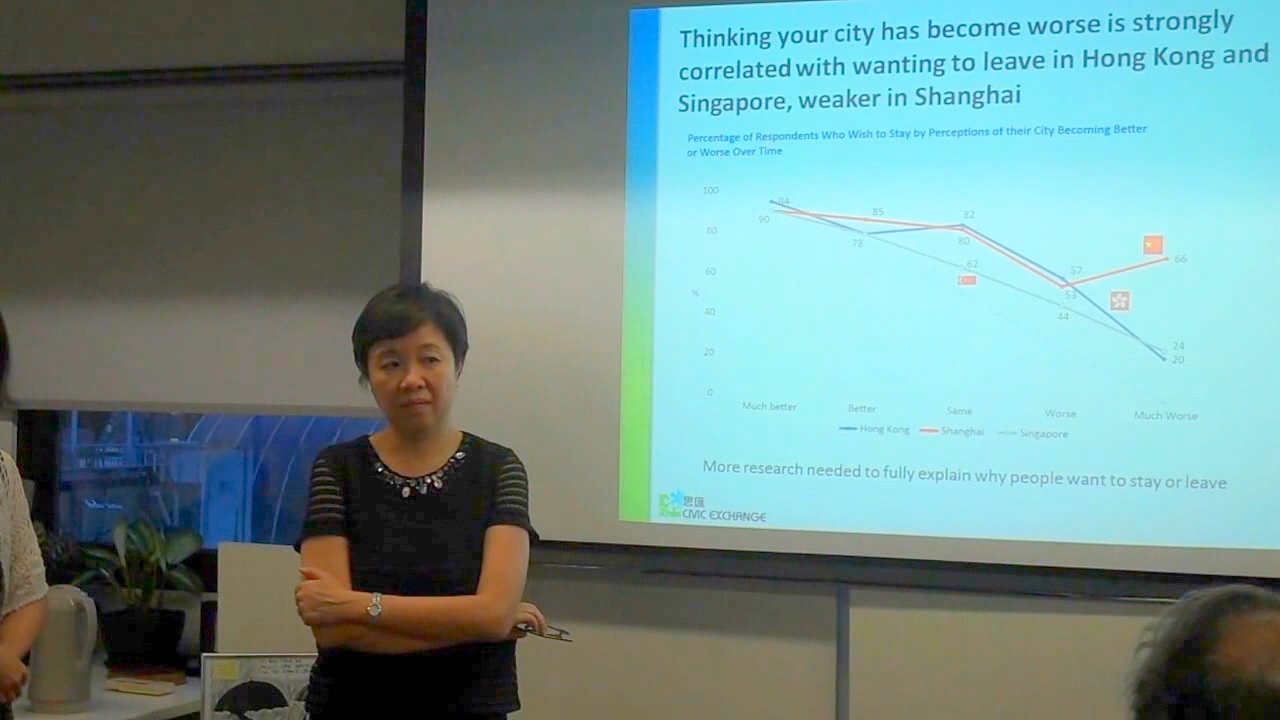 Thinking your city has become worse is strongly
correlated with wanting to leave in Hong Kong and
Singapore, weaker in Shanghai
Percentage of Respondents Who Wish to Stay by Perceptions of their City Becoming Better
or Worse Over Time
100
80
60
%
40
20
0
94
90
85
78
82
80
62
57
53
44
66
24
20
Much better
Better
Same
Worse
Much Worse
Hong Kong
Shanghai
Singapore
More research needed to fully explain why people want to stay or leave
思匯
CIVIC EXCHANGE